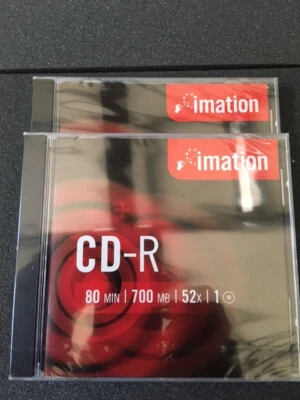 imation
imation
CD-R
80 MIN | 700 MB | 52X | 1